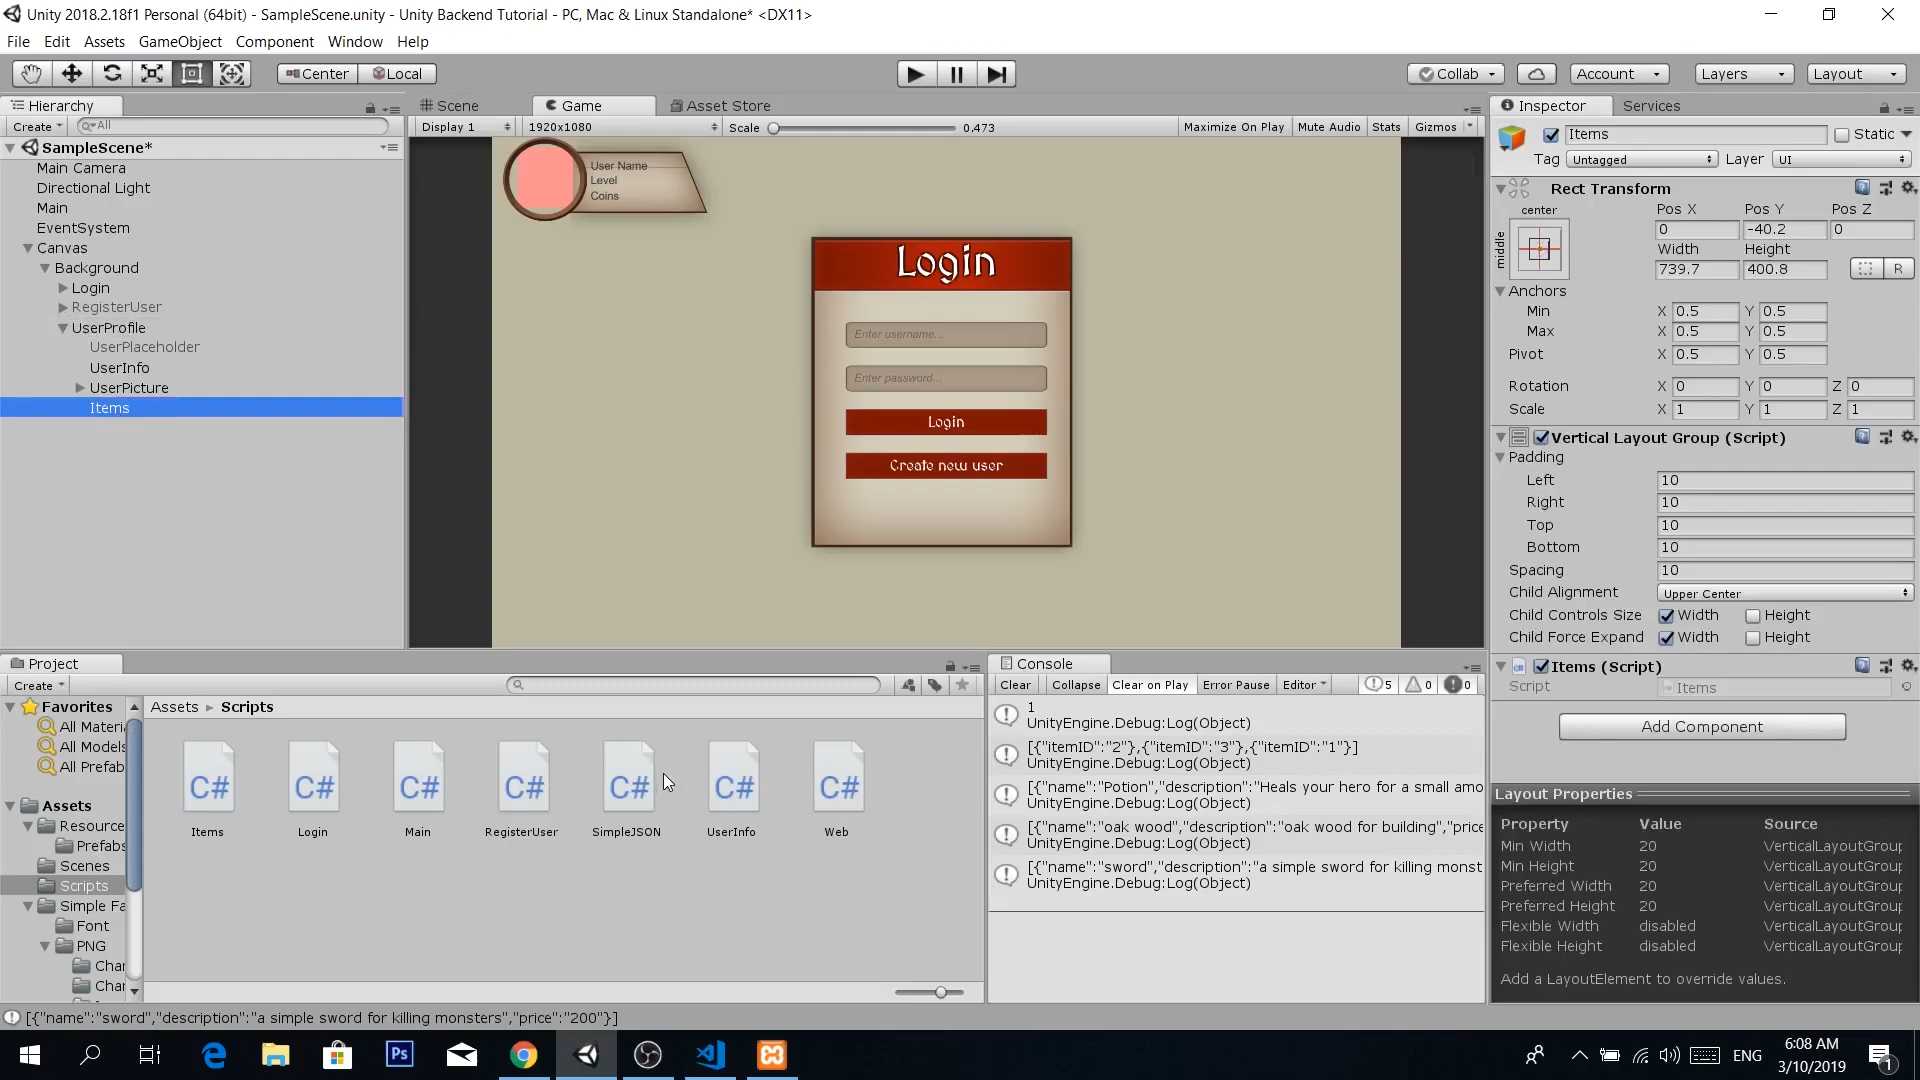 Unity 2018.2.18f1 Personal (64bit) - SampleScene.unity - Unity Backend Tutorial - PC, Mac & Linux Standalone* <DX11>
File Edit Assets GameObject Component Window Help
Center Local Collab Account Layers Layout
Hierarchy
Create All
SampleScene*
Main Camera
Directional Light
Main
EventSystem
Canvas
Background
Login
RegisterUser
UserProfile
UserPlaceholder
UserInfo
UserPicture
Items
Scene Game Asset Store
Display 1 1920x1080 Scale 0.473 Maximize On Play Mute Audio Stats Gizmos
User Name
Level
Coins
Login
Enter username...
Enter password...
Login
Create new user
Inspector Services
Items Static
Tag Untagged Layer UI
Rect Transform
center
middle
Pos X Pos Y Pos Z
0 -40.2 0
Width Height
739.7 400.8 R
Anchors
Min X 0.5 Y 0.5
Max X 0.5 Y 0.5
Pivot X 0.5 Y 0.5
Rotation X 0 Y 0 Z 0
Scale X 1 Y 1 Z 1
Vertical Layout Group (Script)
Padding
Left 10
Right 10
Top 10
Bottom 10
Spacing 10
Child Alignment Upper Center
Child Controls Size Width Height
Child Force Expand Width Height
Items (Script)
Script Items
Add Component
Layout Properties
Property Value Source
Min Width 20 VerticalLayoutGroup
Min Height 20 VerticalLayoutGroup
Preferred Width 20 VerticalLayoutGroup
Preferred Height 20 VerticalLayoutGroup
Flexible Width disabled VerticalLayoutGroup
Flexible Height disabled VerticalLayoutGroup
Add a LayoutElement to override values.
Project
Create
Favorites
All Materi
All Models
All Prefab
Assets
Resource
Prefabs
Scenes
Scripts
Simple Fa
Font
PNG
Char
Char
Assets Scripts
C# C# C# C# C# C# C#
Items Login Main RegisterUser SimpleJSON UserInfo Web
Console
Clear Collapse Clear on Play Error Pause Editor 5 0 0
1
UnityEngine.Debug:Log(Object)
[{"itemID":"2"},{"itemID":"3"},{"itemID":"1"}]
UnityEngine.Debug:Log(Object)
[{"name":"Potion","description":"Heals your hero for a small amo
UnityEngine.Debug:Log(Object)
[{"name":"oak wood","description":"oak wood for building","price
UnityEngine.Debug:Log(Object)
[{"name":"sword","description":"a simple sword for killing monst
UnityEngine.Debug:Log(Object)
[{"name":"sword","description":"a simple sword for killing monsters","price":"200"}]
Ps ENG
6:08 AM
3/10/2019
1